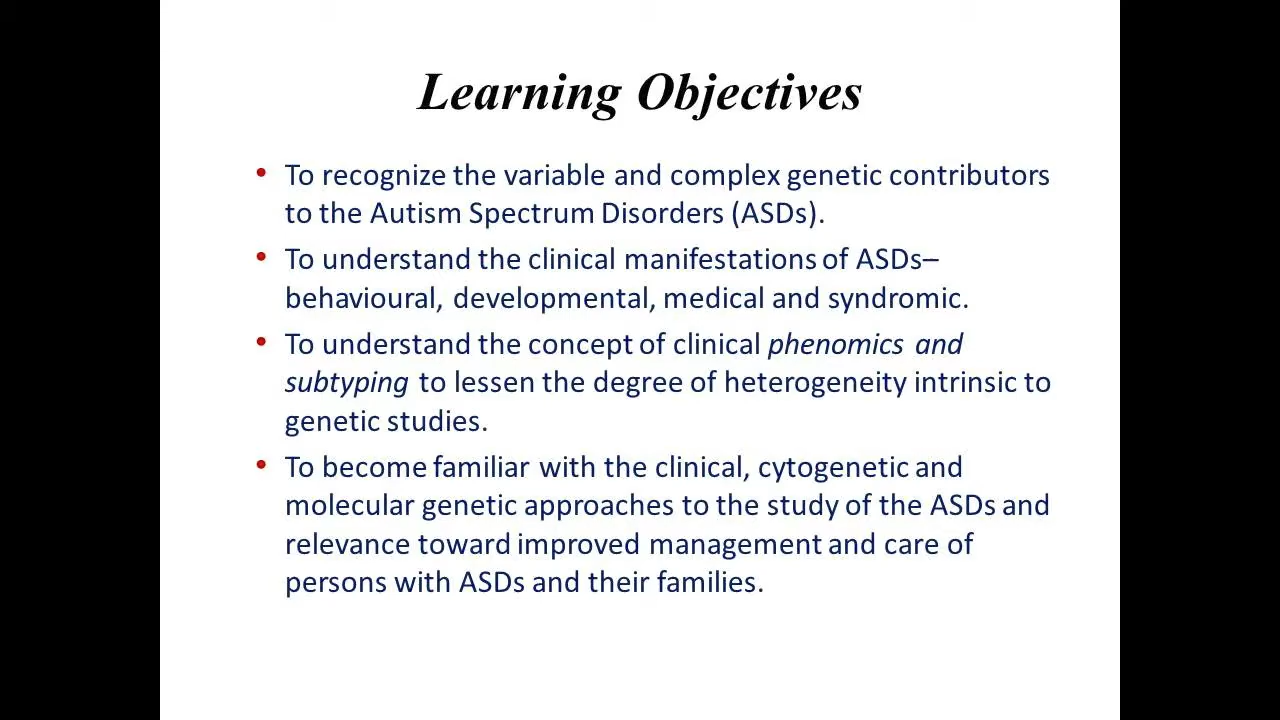 Learning Objectives
• To recognize the variable and complex genetic contributors
to the Autism Spectrum Disorders (ASDs).
• To understand the clinical manifestations of ASDs–
behavioural, developmental, medical and syndromic.
• To understand the concept of clinical phenomics and
subtyping to lessen the degree of heterogeneity intrinsic to
genetic studies.
• To become familiar with the clinical, cytogenetic and
molecular genetic approaches to the study of the ASDs and
relevance toward improved management and care of
persons with ASDs and their families.